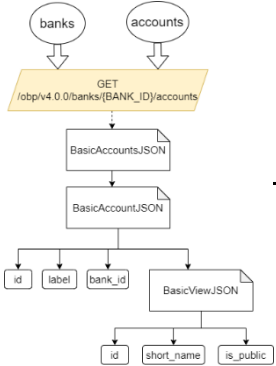 banks
accounts
GET
/obp/v4.0.0/banks/{BANK_ID}/accounts
BasicAccountsJSON
BasicAccountJSON
id
label
bank_id
BasicViewJSON
id
short_name
is_public